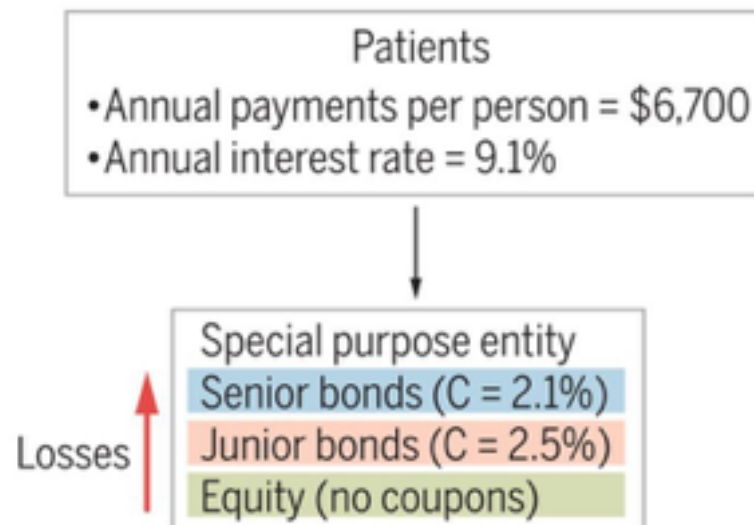 Patients
•Annual payments per person = $6,700
•Annual interest rate = 9.1%
Special purpose entity
Senior bonds (C = 2.1%)
Junior bonds (C = 2.5%)
Losses
Equity (no coupons)